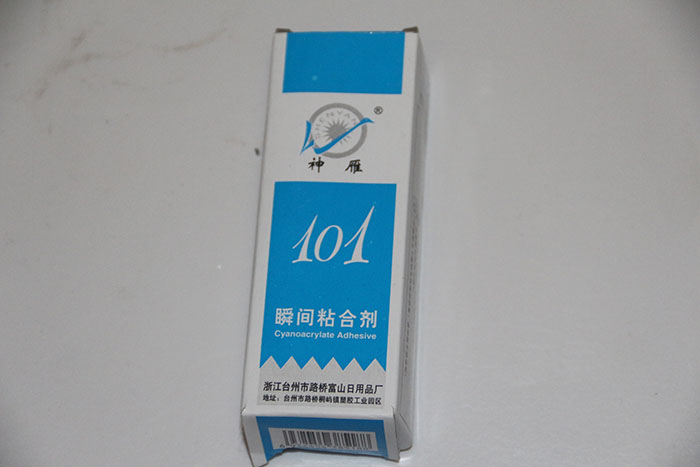 SHENYAN
®
神雁
101
瞬间粘合剂
Cyanoacrylate Adhesive
浙江台州市路桥富山日用品厂
地址：台州市路桥桐屿镇塑胶工业园区